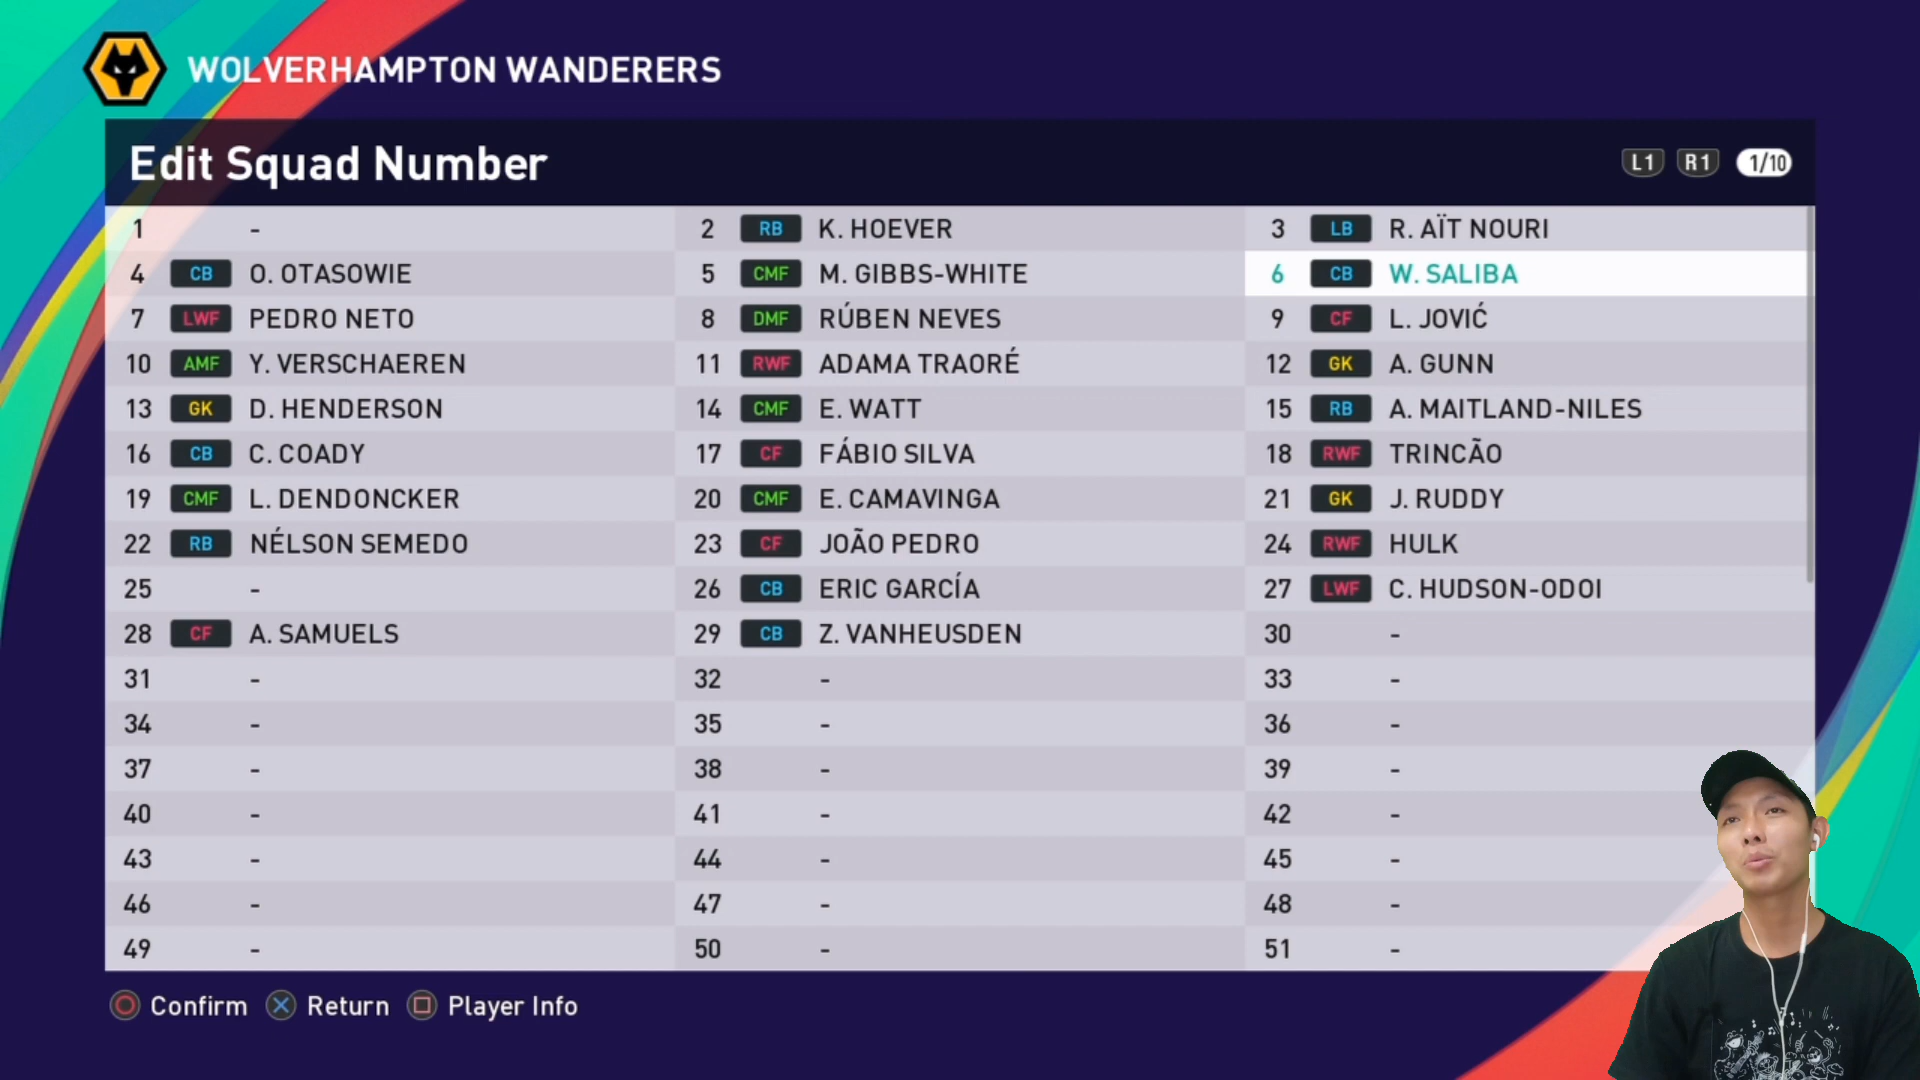 WOLVERHAMPTON WANDERERS
Edit Squad Number L1 R1 1/10
1 - 2 RB K. HOEVER 3 LB R. AÏT NOURI
4 CB O. OTASOWIE 5 CMF M. GIBBS-WHITE 6 CB W. SALIBA
7 LWF PEDRO NETO 8 DMF RÚBEN NEVES 9 CF L. JOVIĆ
10 AMF Y. VERSCHAEREN 11 RWF ADAMA TRAORÉ 12 GK A. GUNN
13 GK D. HENDERSON 14 CMF E. WATT 15 RB A. MAITLAND-NILES
16 CB C. COADY 17 CF FÁBIO SILVA 18 RWF TRINCÃO
19 CMF L. DENDONCKER 20 CMF E. CAMAVINGA 21 GK J. RUDDY
22 RB NÉLSON SEMEDO 23 CF JOÃO PEDRO 24 RWF HULK
25 - 26 CB ERIC GARCÍA 27 LWF C. HUDSON-ODOI
28 CF A. SAMUELS 29 CB Z. VANHEUSDEN 30 -
31 - 32 - 33 -
34 - 35 - 36 -
37 - 38 - 39 -
40 - 41 - 42 -
43 - 44 - 45 -
46 - 47 - 48 -
49 - 50 - 51 -
Confirm Return Player Info